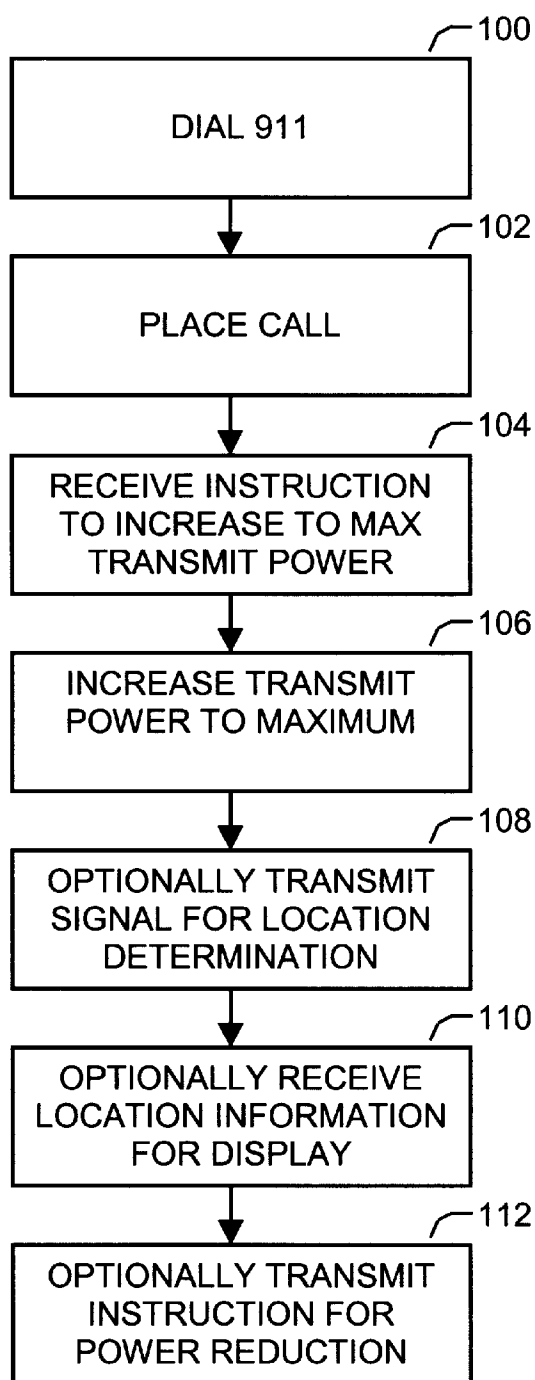 100
DIAL 911
102
PLACE CALL
104
RECEIVE INSTRUCTION
TO INCREASE TO MAX
TRANSMIT POWER
106
INCREASE TRANSMIT
POWER TO MAXIMUM
108
OPTIONALLY TRANSMIT
SIGNAL FOR LOCATION
DETERMINATION
110
OPTIONALLY RECEIVE
LOCATION INFORMATION
FOR DISPLAY
112
OPTIONALLY TRANSMIT
INSTRUCTION FOR
POWER REDUCTION